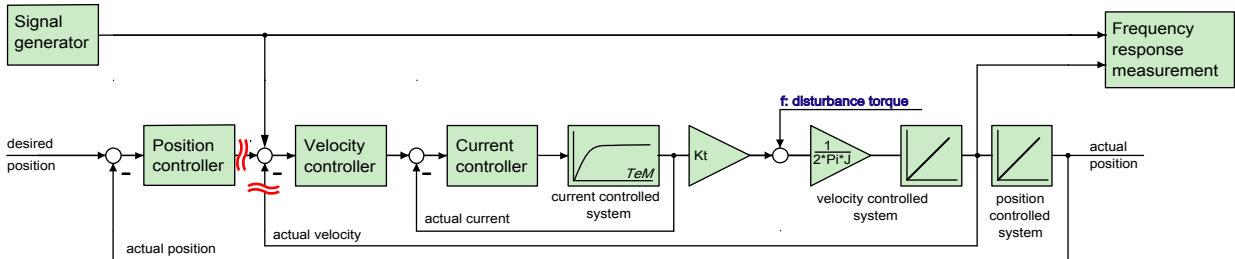 Signal
generator
Frequency
response
measurement
f: disturbance torque
desired
position
Position
controller
Velocity
controller
Current
controller
TeM
current controlled
system
Kt
1
2*Pi*J
velocity controlled
system
position
controlled
system
actual
position
actual current
actual velocity
actual position